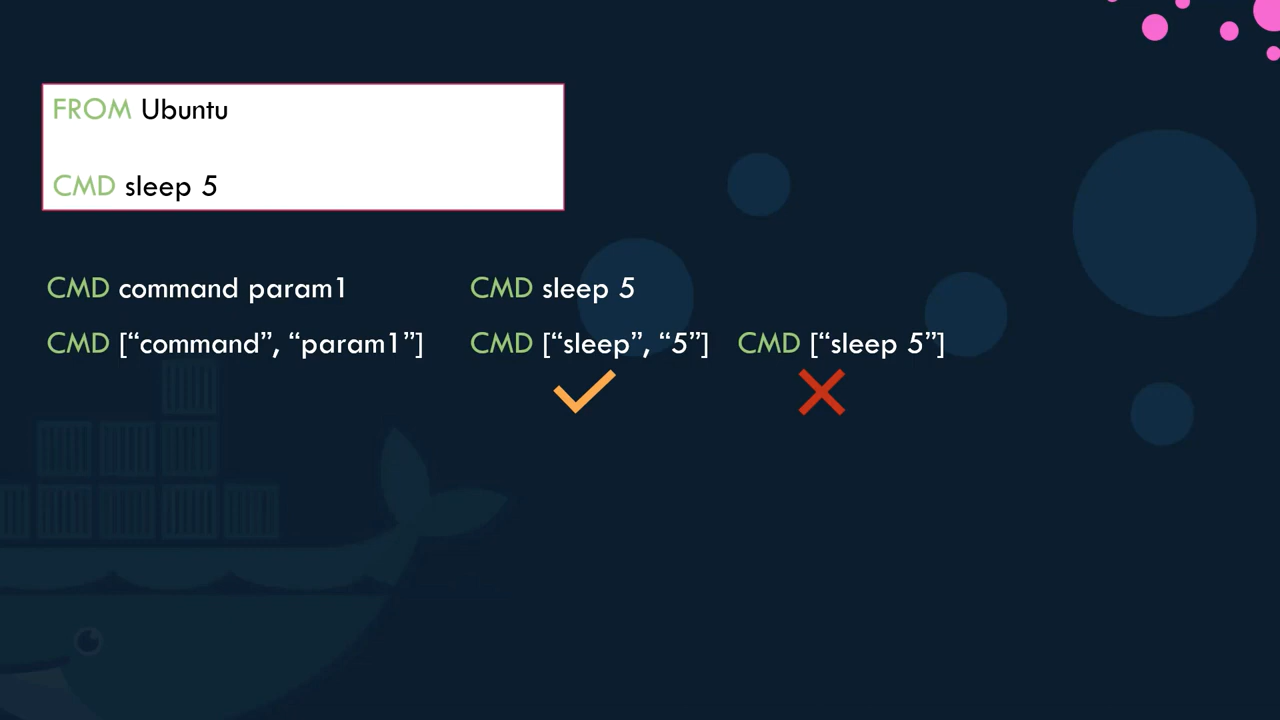 FROM Ubuntu
CMD sleep 5
CMD command param1
CMD sleep 5
CMD [“command”, “param1”]
CMD [“sleep”, “5”]
CMD [“sleep 5”]